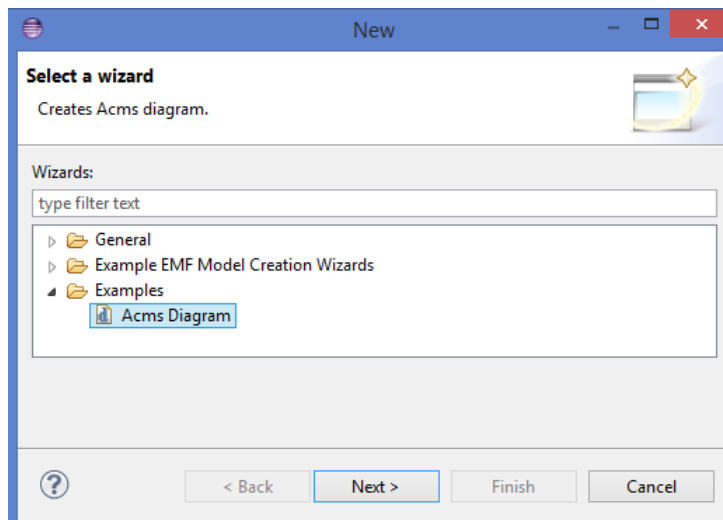 New
Select a wizard
Creates Acms diagram.
Wizards:
type filter text
General
Example EMF Model Creation Wizards
Examples
Acms Diagram
< Back Next > Finish Cancel